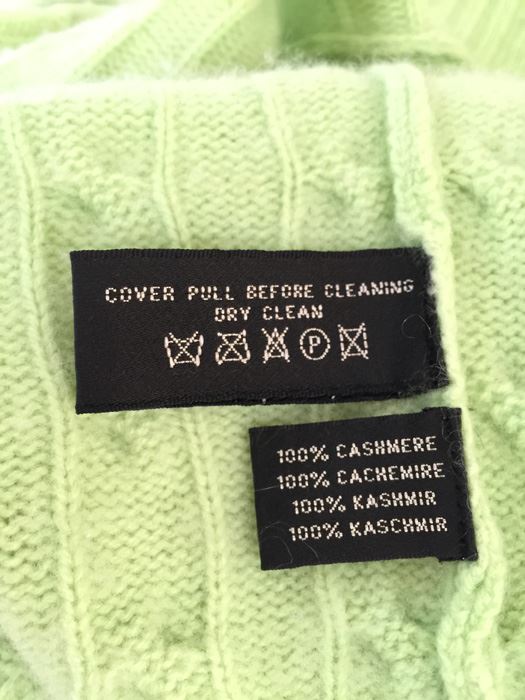 COVER PULL BEFORE CLEANING
DRY CLEAN
P
100% CASHMERE
100% CACHEMIRE
100% KASHMIR
100% KASCHMIR